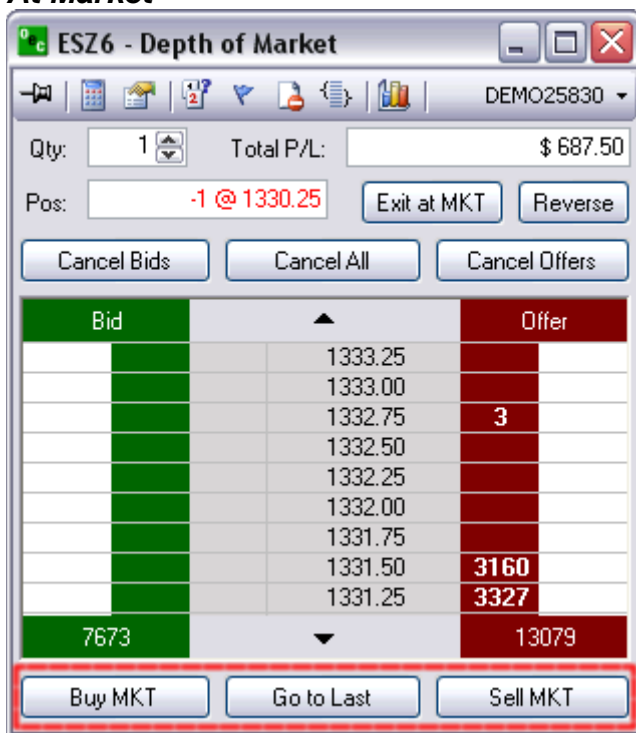 At Market
ESZ6 - Depth of Market
DEMO25830
Qty: 1 Total P/L: $ 687.50
Pos: -1 @ 1330.25 Exit at MKT Reverse
Cancel Bids Cancel All Cancel Offers
Bid Offer
1333.25
1333.00
1332.75 3
1332.50
1332.25
1332.00
1331.75
1331.50 3160
1331.25 3327
7673 13079
Buy MKT Go to Last Sell MKT